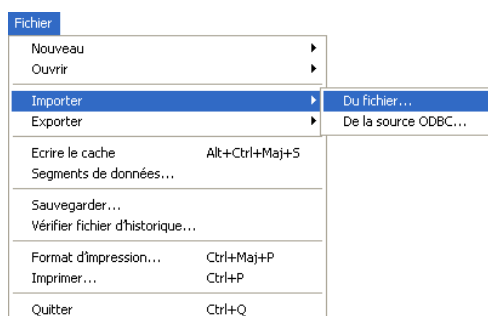 Fichier
Nouveau
Ouvrir
Importer
Du fichier...
Exporter
De la source ODBC...
Ecrire le cache Alt+Ctrl+Maj+S
Segments de données...
Sauvegarder...
Vérifier fichier d'historique...
Format d'impression... Ctrl+Maj+P
Imprimer... Ctrl+P
Quitter Ctrl+Q